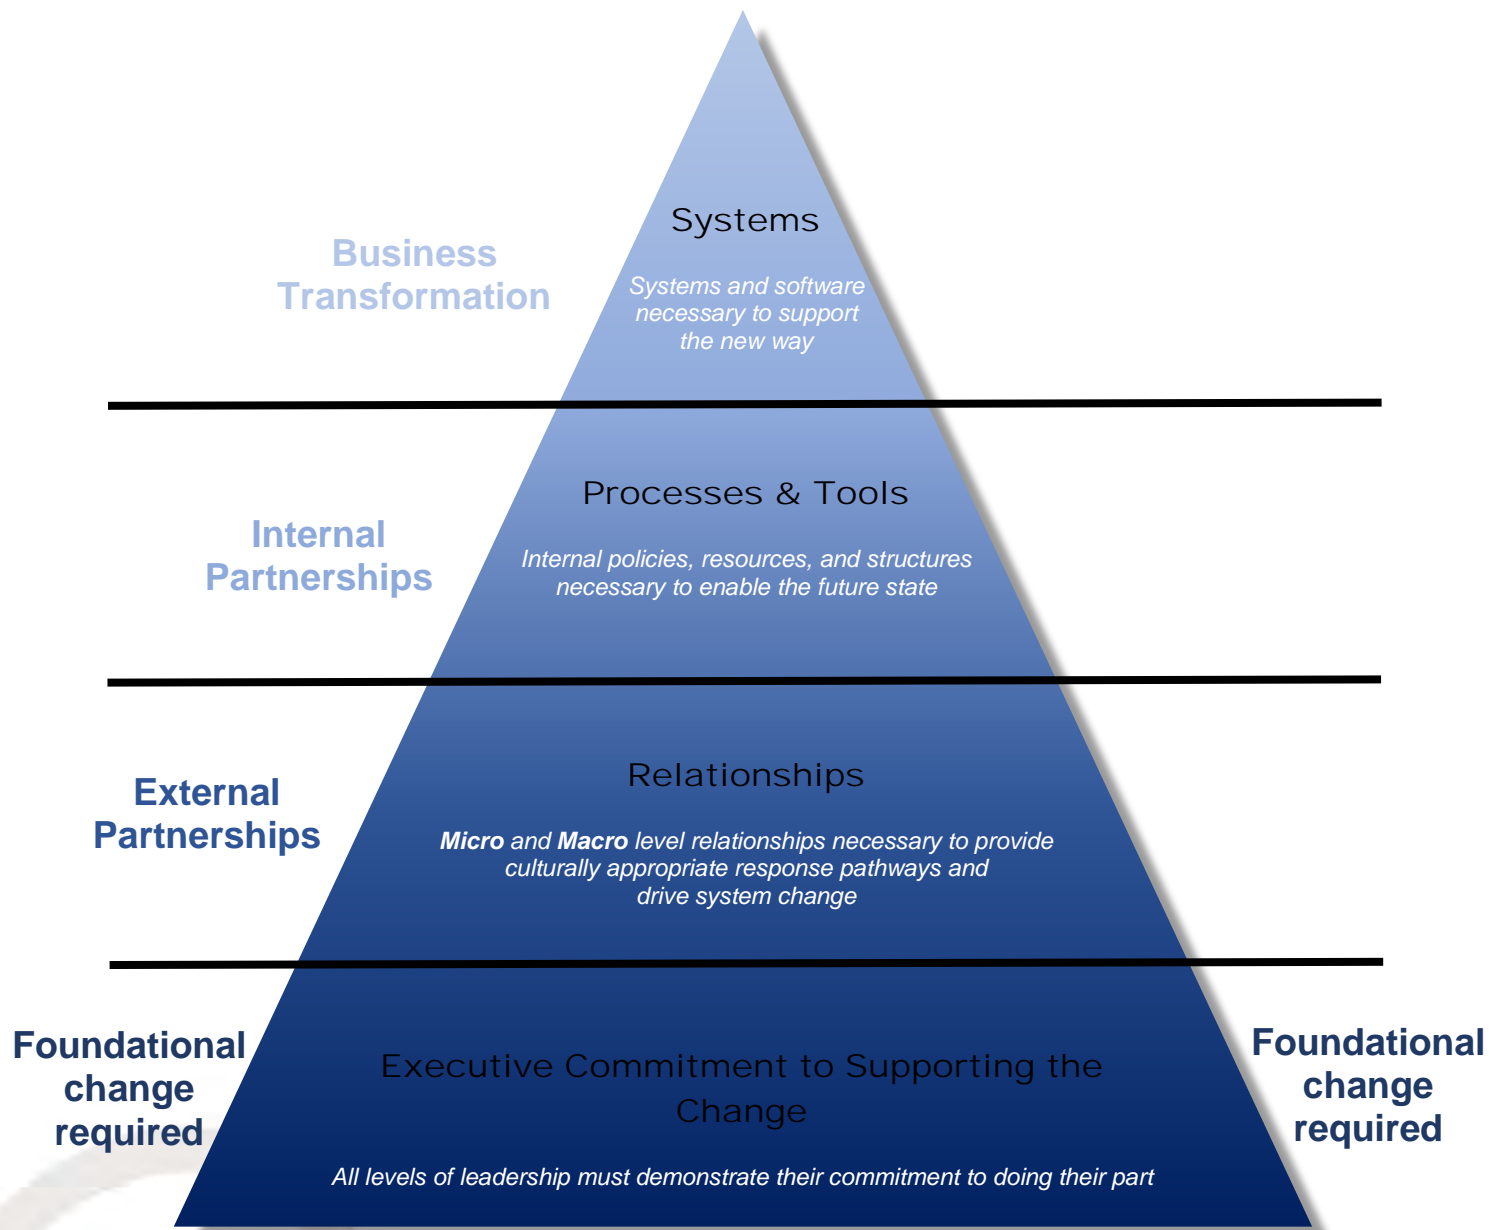 Systems
Business
Transformation
Systems and software
necessary to support
the new way
Processes & Tools
Internal
Partnerships
Internal policies, resources, and structures
necessary to enable the future state
Relationships
External
Partnerships
Micro and Macro level relationships necessary to provide
culturally appropriate response pathways and
drive system change
Foundational
change
required
Executive Commitment to Supporting the
Change
All levels of leadership must demonstrate their commitment to doing their part
Foundational
change
required